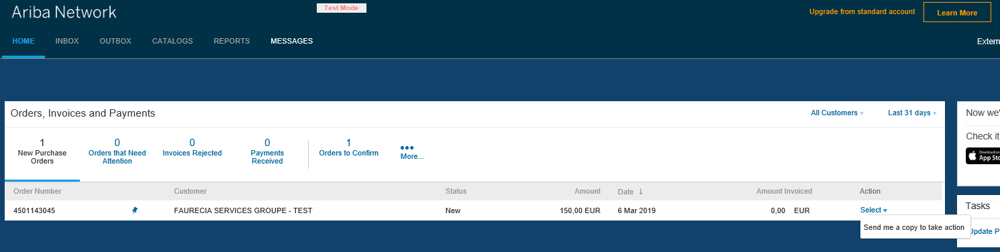 Ariba Network
Test Mode
Upgrade from standard account
Learn More
HOME INBOX OUTBOX CATALOGS REPORTS MESSAGES
Orders, Invoices and Payments
All Customers
Last 31 days
1
New Purchase
Orders
0
Orders that Need
Attention
0
Invoices Rejected
0
Payments
Received
1
Orders to Confirm
More...
Order Number Customer Status Amount Date ↓ Amount Invoiced Action
4501143045 FAURECIA SERVICES GROUPE - TEST New 150,00 EUR 6 Mar 2019 0,00 EUR Select
Send me a copy to take action
Now we'
Check it
Download on
App Sto
Tasks